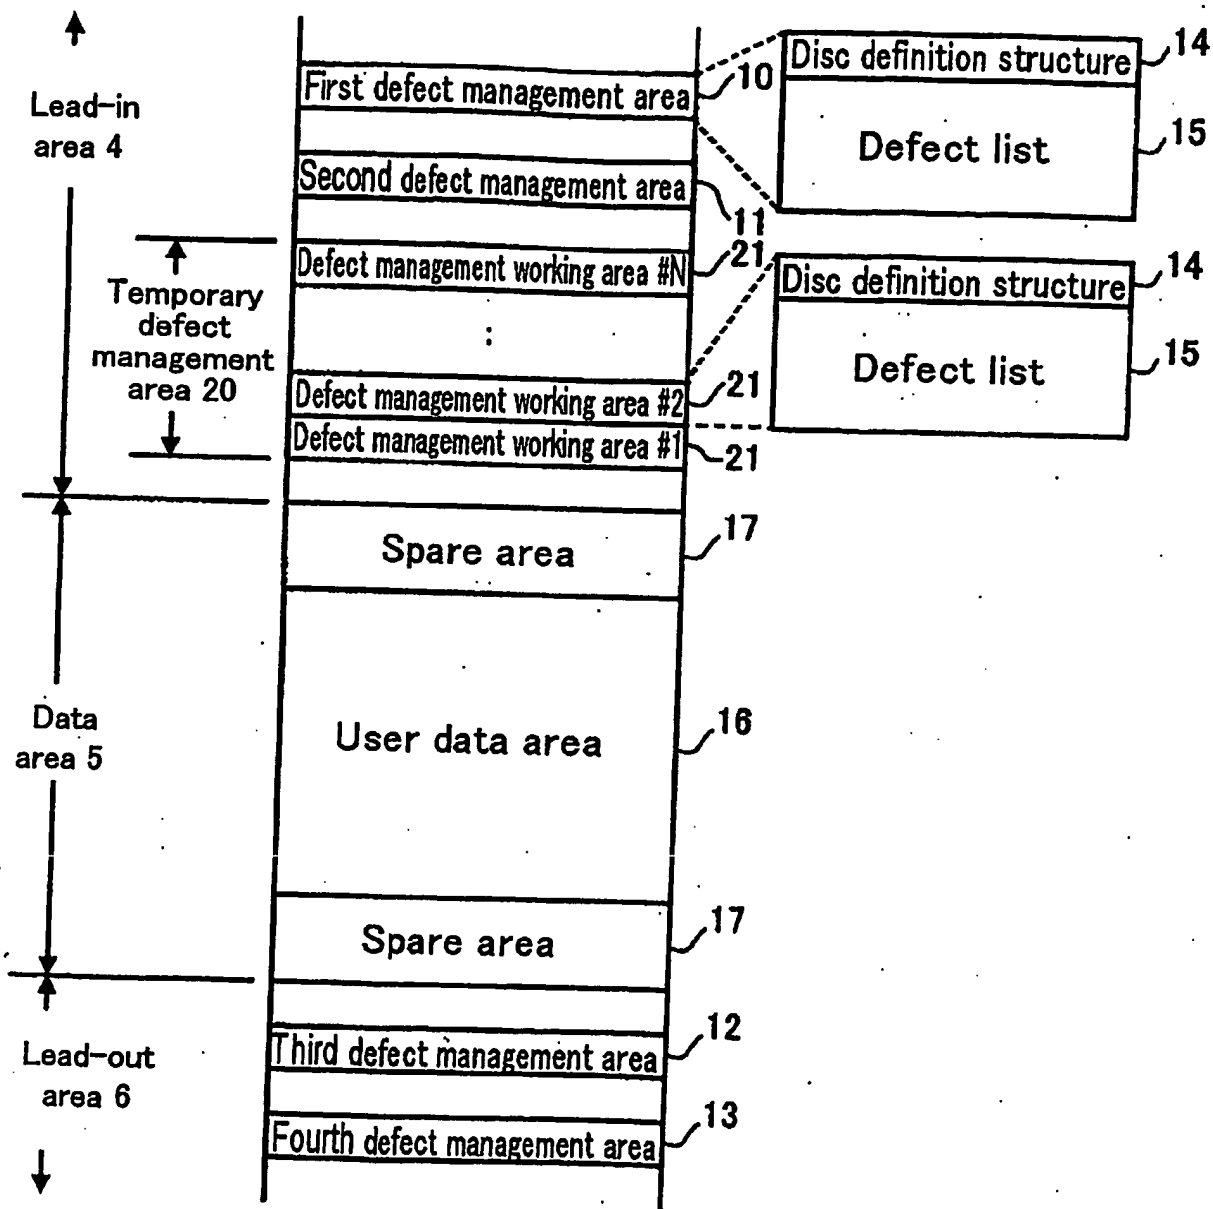 Lead-in
area 4
First defect management area
10
Disc definition structure
14
Defect list
15
Second defect management area
11
Temporary
defect
management
area 20
Defect management working area #N
21
:
Defect management working area #2
21
Defect management working area #1
21
Disc definition structure
14
Defect list
15
Data
area 5
Spare area
17
User data area
16
Spare area
17
Lead-out
area 6
Third defect management area
12
Fourth defect management area
13